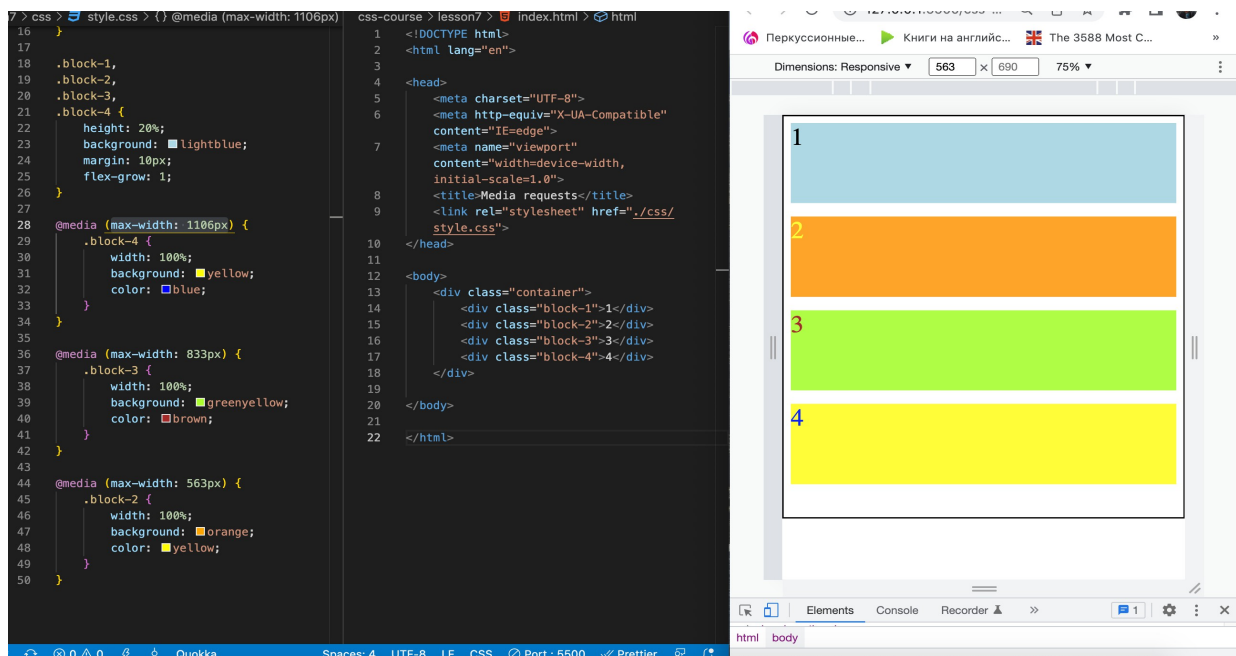 7 > css > style.css > {} @media (max-width: 1106px)
16 }
17
18 .block-1,
19 .block-2,
20 .block-3,
21 .block-4 {
22 height: 20%;
23 background: lightblue;
24 margin: 10px;
25 flex-grow: 1;
26 }
27
28 @media (max-width: 1106px) {
29 .block-4 {
30 width: 100%;
31 background: yellow;
32 color: blue;
33 }
34 }
35
36 @media (max-width: 833px) {
37 .block-3 {
38 width: 100%;
39 background: greenyellow;
40 color: brown;
41 }
42 }
43
44 @media (max-width: 563px) {
45 .block-2 {
46 width: 100%;
47 background: orange;
48 color: yellow;
49 }
50 }
css-course > lesson7 > index.html > html
1 <!DOCTYPE html>
2 <html lang="en">
3
4 <head>
5 <meta charset="UTF-8">
6 <meta http-equiv="X-UA-Compatible"
content="IE=edge">
7 <meta name="viewport"
content="width=device-width,
initial-scale=1.0">
8 <title>Media requests</title>
9 <link rel="stylesheet" href="./css/
style.css">
10 </head>
11
12 <body>
13 <div class="container">
14 <div class="block-1">1</div>
15 <div class="block-2">2</div>
16 <div class="block-3">3</div>
17 <div class="block-4">4</div>
18 </div>
19
20 </body>
21
22 </html>
Перкуссионные... Книги на английс... The 3588 Most C... »
Dimensions: Responsive ▼ 563 × 690 75% ▼
1
2
3
4
Elements Console Recorder » 1
html body
0 0 Quokka Spaces: 4 UTF-8 LF CSS Port : 5500 Prettier